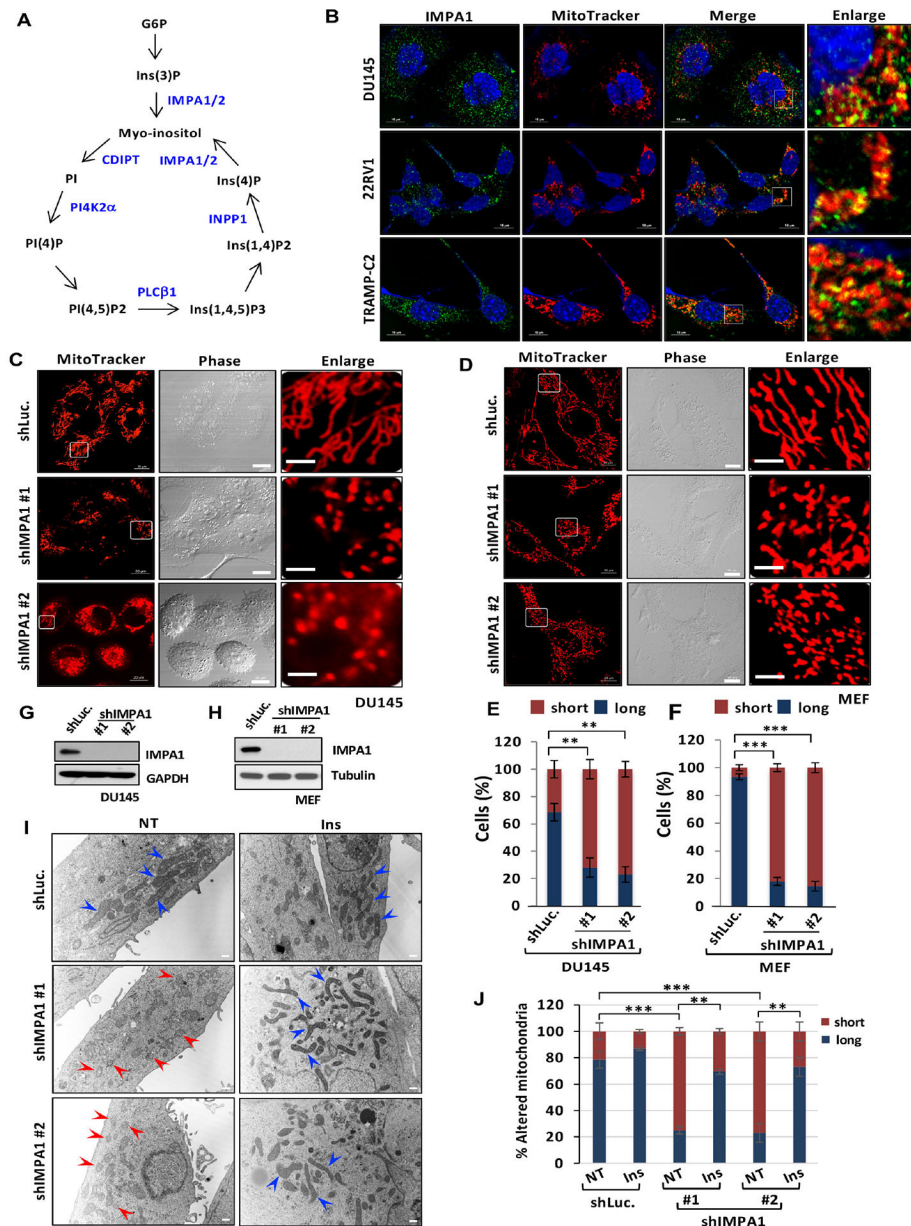 A
G6P
Ins(3)P
IMPA1/2
Myo-inositol
CDIPT IMPA1/2
PI Ins(4)P
PI4K2α INPP1
PI(4)P Ins(1,4)P2
PLCβ1
PI(4,5)P2 Ins(1,4,5)P3
B
IMPA1 MitoTracker Merge Enlarge
DU145
22RV1
TRAMP-C2
C
MitoTracker Phase Enlarge
shLuc.
shIMPA1 #1
shIMPA1 #2
DU145
D
MitoTracker Phase Enlarge
shLuc.
shIMPA1 #1
shIMPA1 #2
MEF
G
shLuc. shIMPA1
#1 #2
IMPA1
GAPDH
DU145
H
shLuc. shIMPA1
#1 #2
IMPA1
Tubulin
MEF
E
short long
**
**
Cells (%)
120
100
80
60
40
20
0
shLuc. #1 #2
shIMPA1
DU145
F
short long
***
***
Cells (%)
120
100
80
60
40
20
0
shLuc. #1 #2
shIMPA1
MEF
I
NT Ins
shLuc.
shIMPA1 #1
shIMPA1 #2
J
***
*** ** **
short
long
% Altered mitochondria
120
100
80
60
40
20
0
NT Ins NT Ins NT Ins
shLuc. #1 #2
shIMPA1